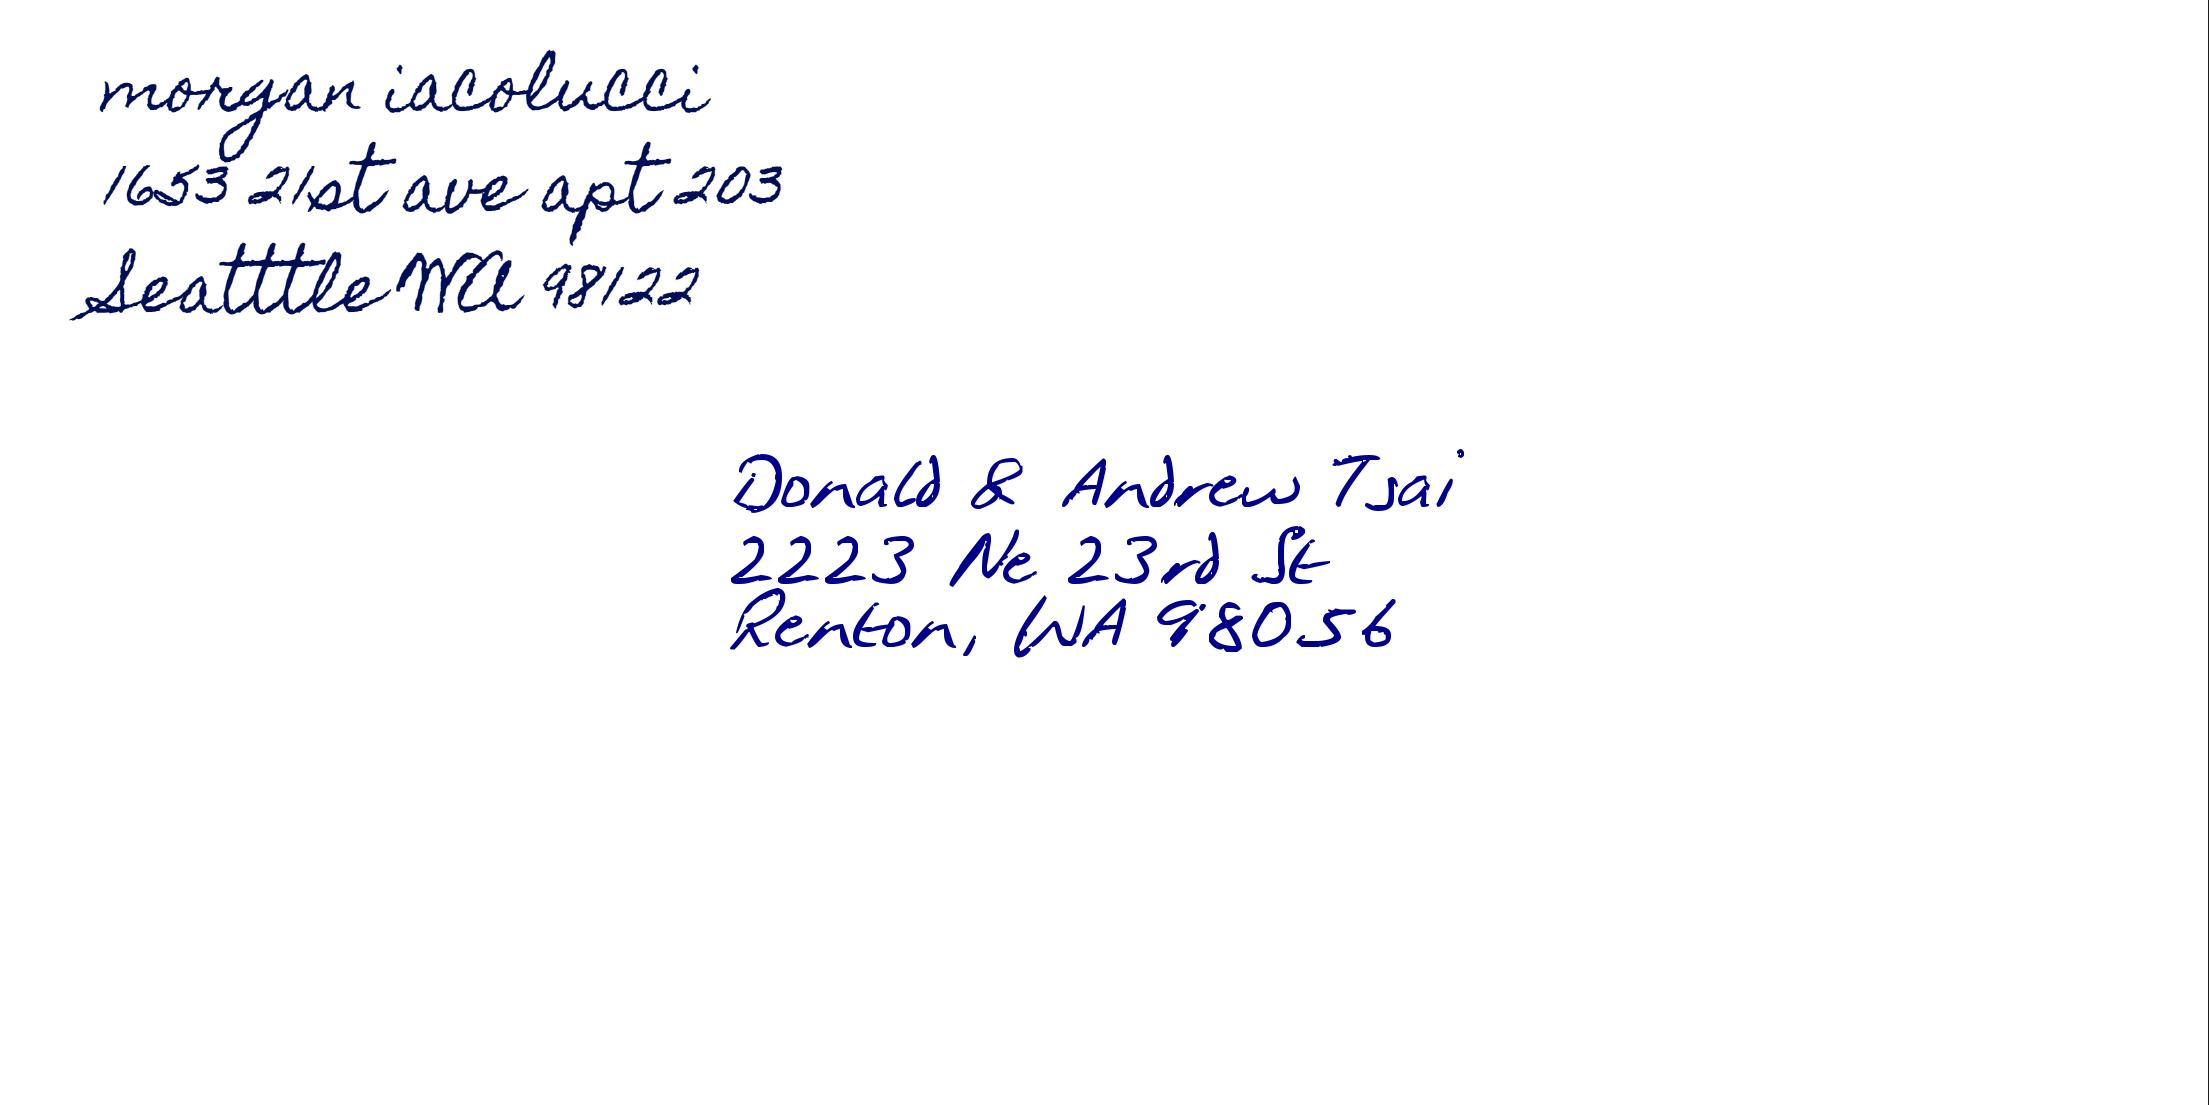 morgan iacolucci
1653 21st ave apt 203
Seatttle WA 98122
Donald & Andrew Tsai
2223 Ne 23rd St
Renton, WA 98056